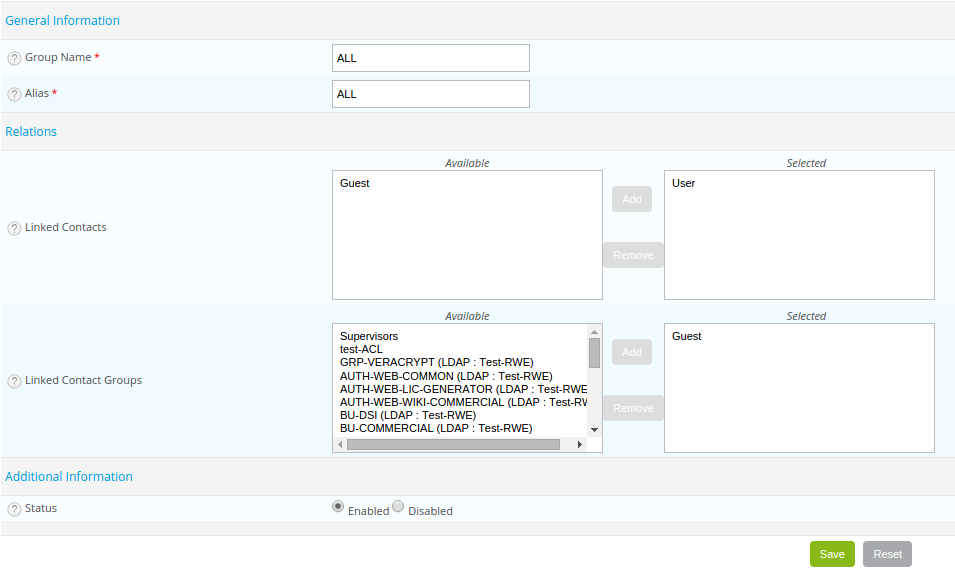 General Information
? Group Name *
ALL
? Alias *
ALL
Relations
Available
Selected
? Linked Contacts
Guest
Add
Remove
User
Available
Selected
? Linked Contact Groups
Supervisors
test-ACL
GRP-VERACRYPT (LDAP : Test-RWE)
AUTH-WEB-COMMON (LDAP : Test-RWE)
AUTH-WEB-LIC-GENERATOR (LDAP : Test-RWE
AUTH-WEB-WIKI-COMMERCIAL (LDAP : Test-RW
BU-DSI (LDAP : Test-RWE)
BU-COMMERCIAL (LDAP : Test-RWE)
Add
Remove
Guest
Additional Information
? Status
Enabled Disabled
Save Reset